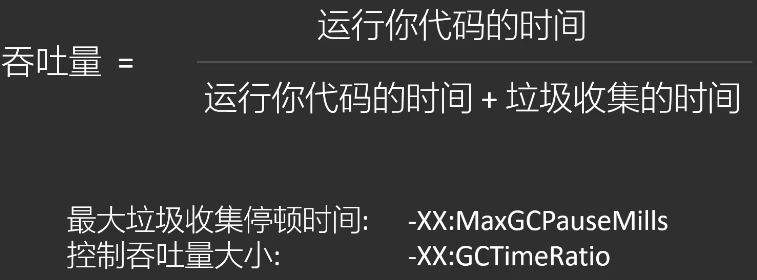 运行你代码的时间
吞吐量 =
运行你代码的时间 + 垃圾收集的时间
最大垃圾收集停顿时间: -XX:MaxGCPauseMills
控制吞吐量大小: -XX:GCTimeRatio